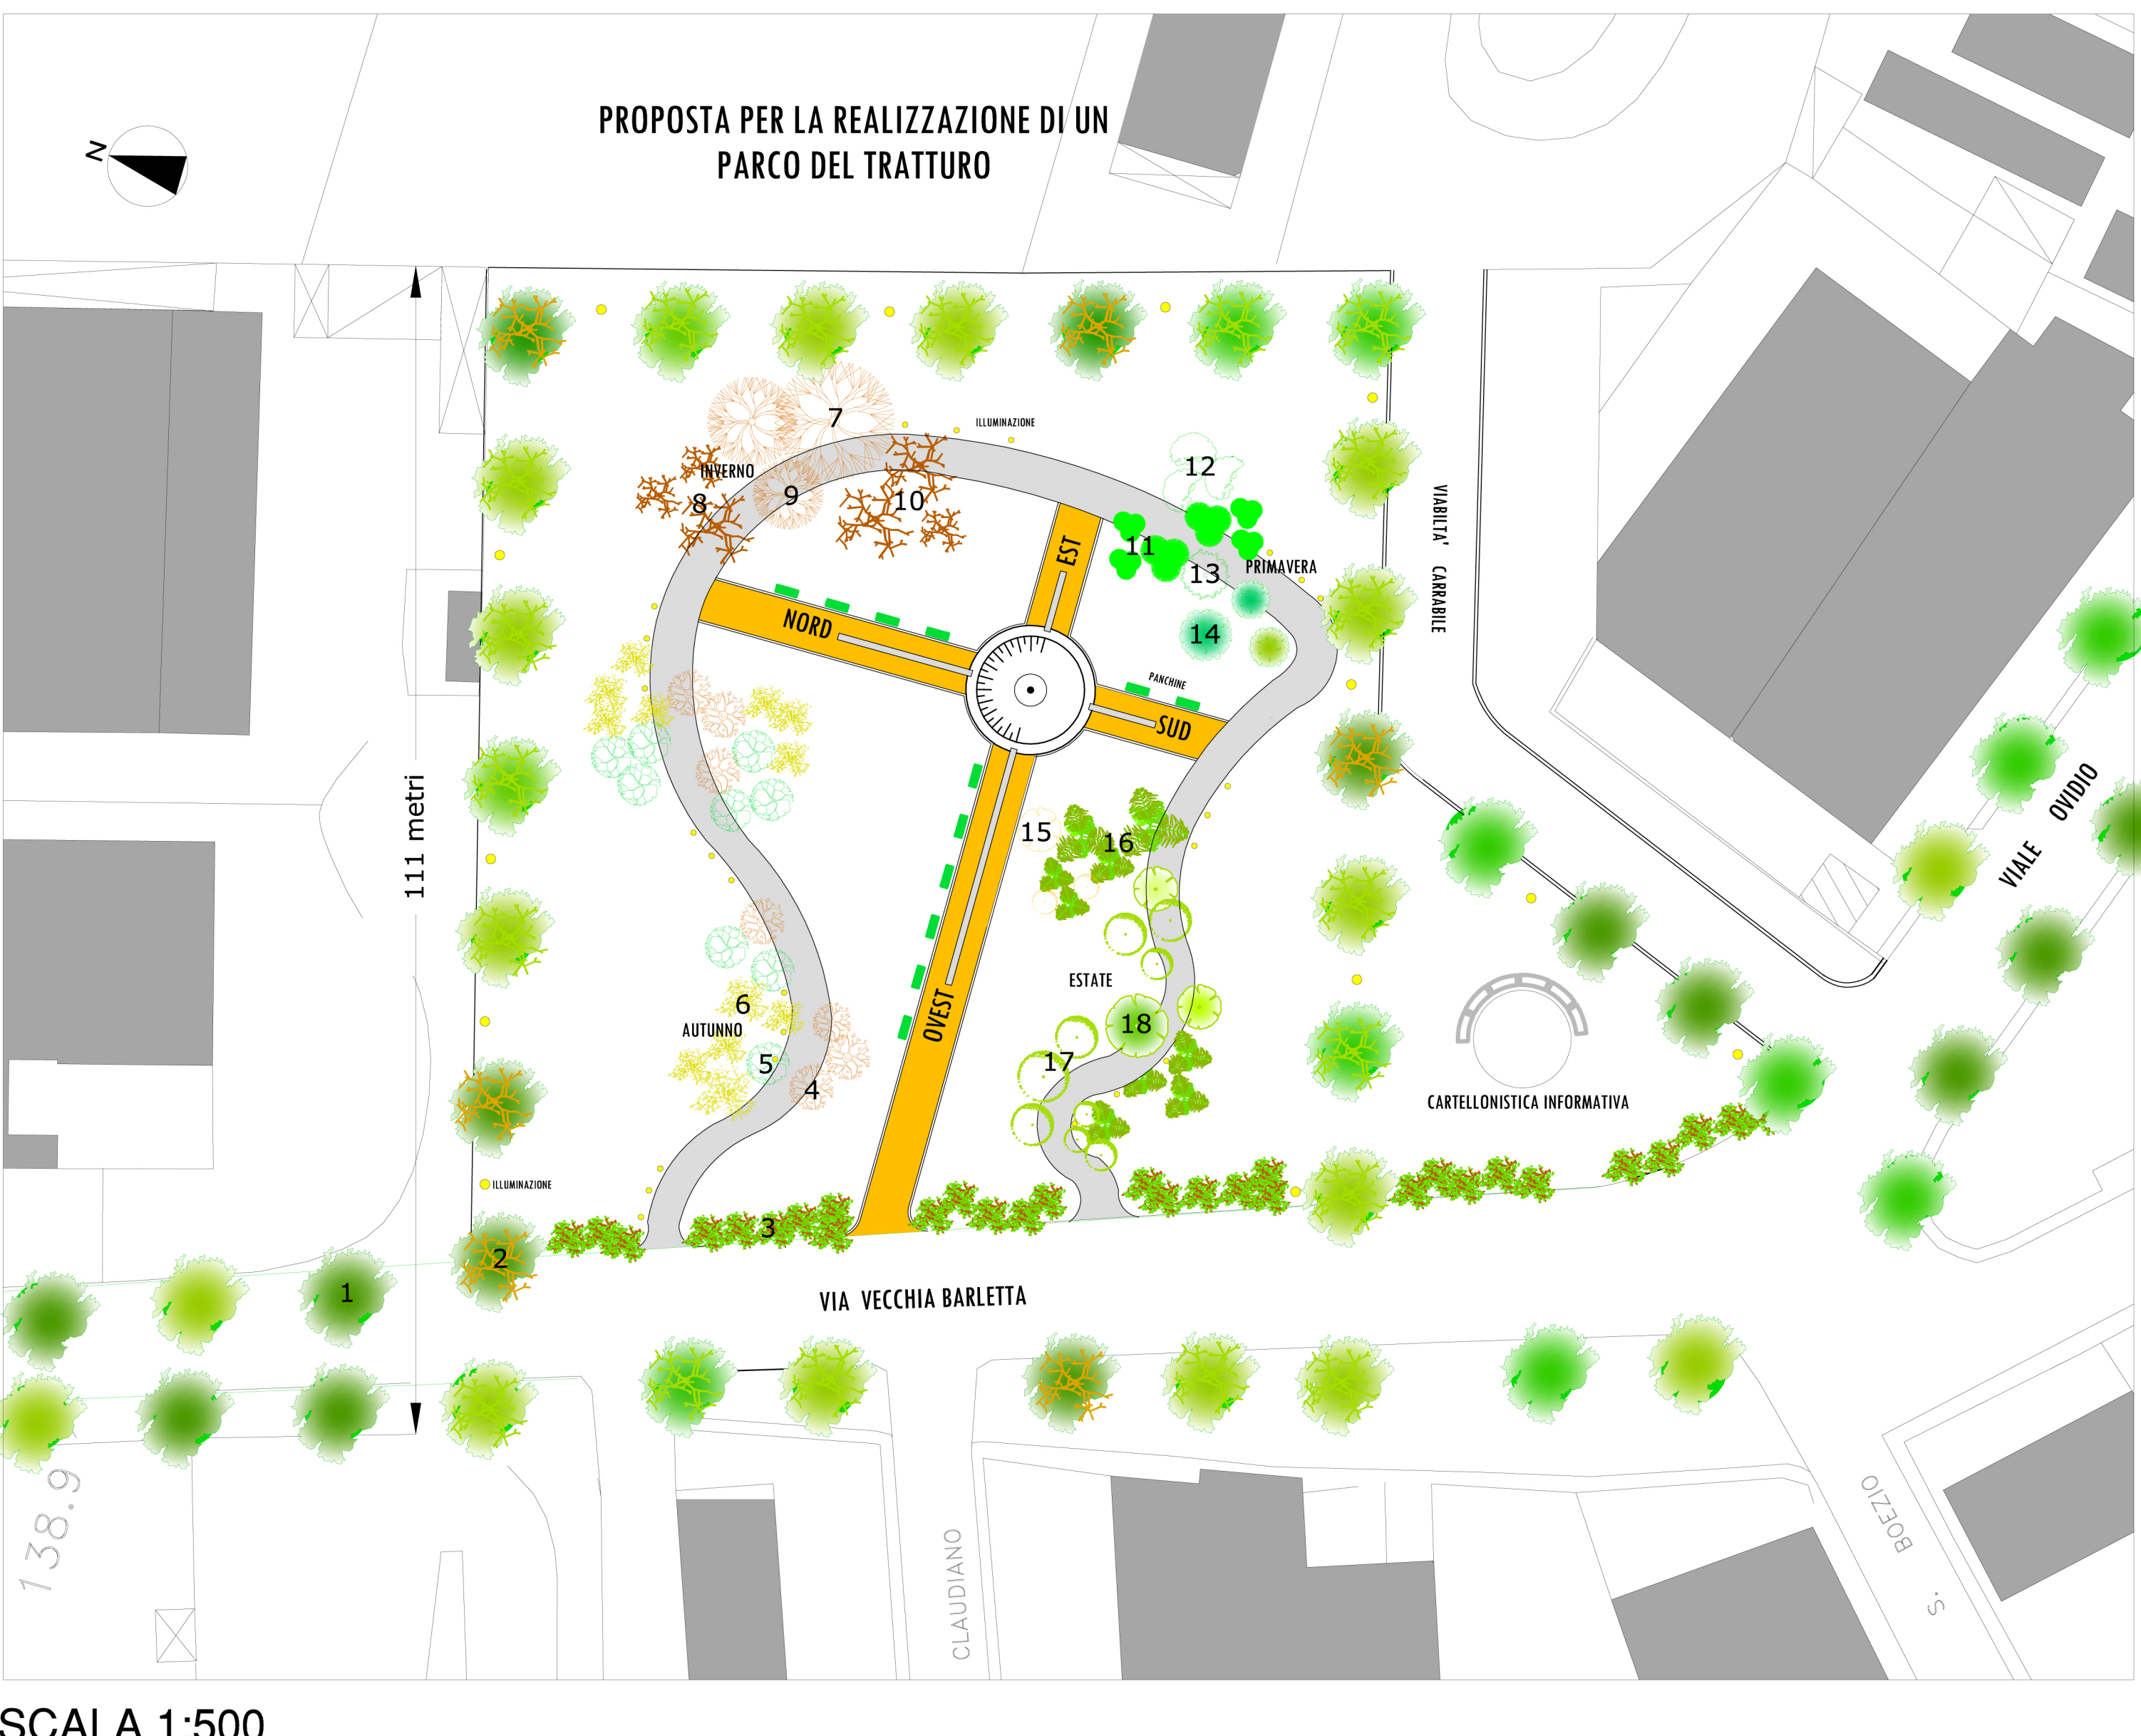 PROPOSTA PER LA REALIZZAZIONE DI UN
PARCO DEL TRATTURO
N
7
ILLUMINAZIONE
12
INVERNO
8
9
10
11
EST
PRIMAVERA
13
VIABILTA' CARRABILE
NORD
14
PANCHINE
SUD
111 metri
15
16
VIALE OVIDIO
ESTATE
6
AUTUNNO
OVEST
18
5
17
4
CARTELLONISTICA INFORMATIVA
ILLUMINAZIONE
3
2
1
VIA VECCHIA BARLETTA
138.9
CLAUDIANO
S. BOEZIO
SCALA 1:500